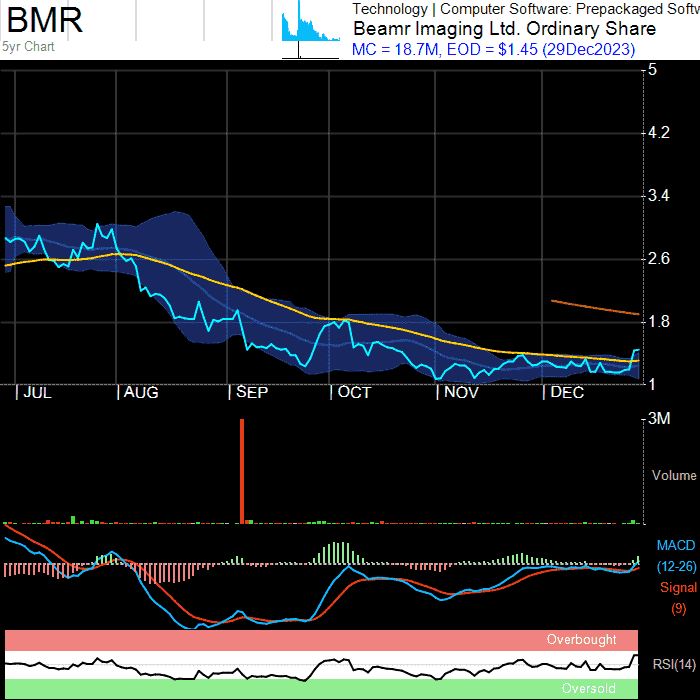 BMR
5yr Chart
Technology | Computer Software: Prepackaged Softw
Beamr Imaging Ltd. Ordinary Share
MC = 18.7M, EOD = $1.45 (29Dec2023)
5
4.2
3.4
2.6
1.8
1
JUL AUG SEP OCT NOV DEC
3M
Volume
MACD
(12-26)
Signal
(9)
Overbought
RSI(14)
Oversold